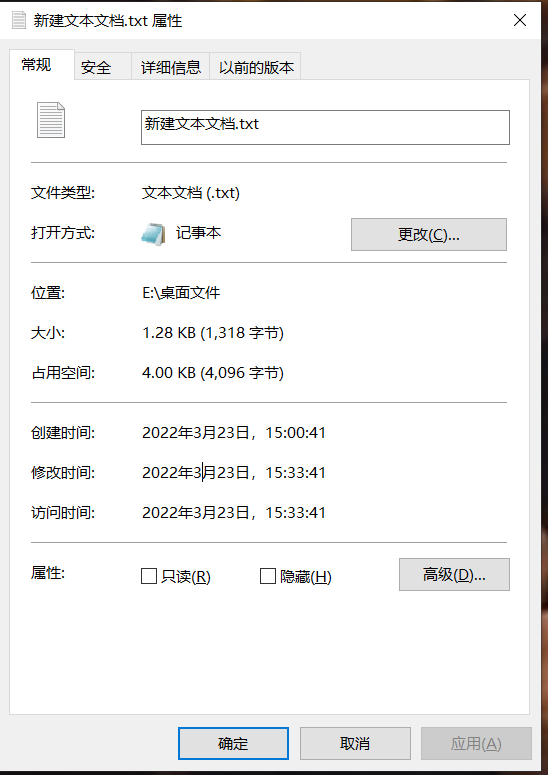 新建文本文档.txt 属性
常规 安全 详细信息 以前的版本
新建文本文档.txt
文件类型: 文本文档 (.txt)
打开方式: 记事本 更改(C)...
位置: E:\桌面文件
大小: 1.28 KB (1,318 字节)
占用空间: 4.00 KB (4,096 字节)
创建时间: 2022年3月23日，15:00:41
修改时间: 2022年3月23日，15:33:41
访问时间: 2022年3月23日，15:33:41
属性: 只读(R) 隐藏(H) 高级(D)...
确定 取消 应用(A)